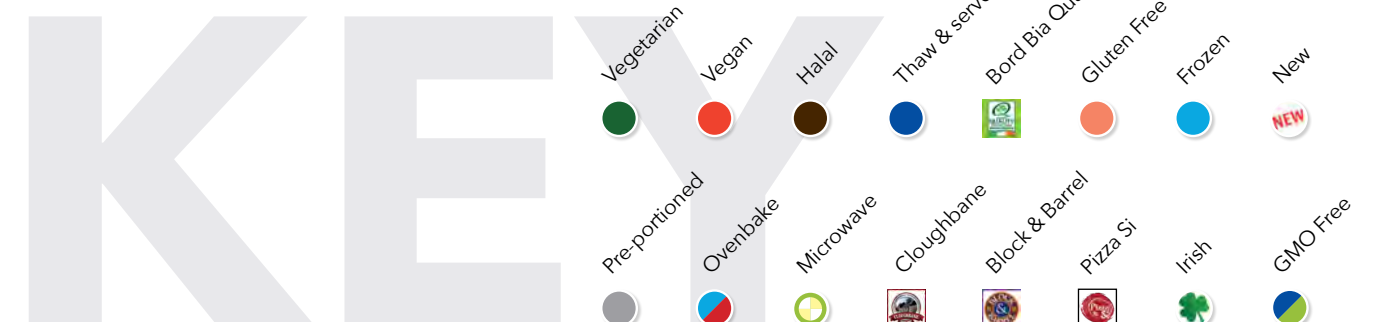 KEY
Vegetarian
Vegan
Halal
Thaw & serve
Bord Bia
Gluten Free
Frozen
New
NEW
Pre-portioned
Ovenbake
Microwave
Cloughbane
Block & Barrel
Pizza Si
Irish
GMO Free